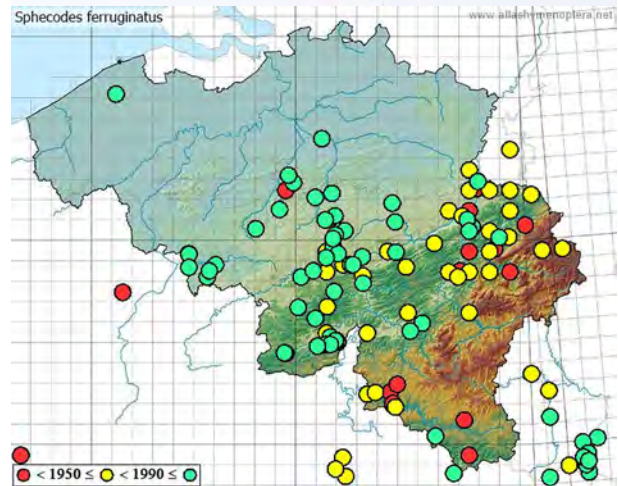 Sphecodes ferruginatus
www.atlashymenoptera.net
< 1950 ≤ < 1990 ≤